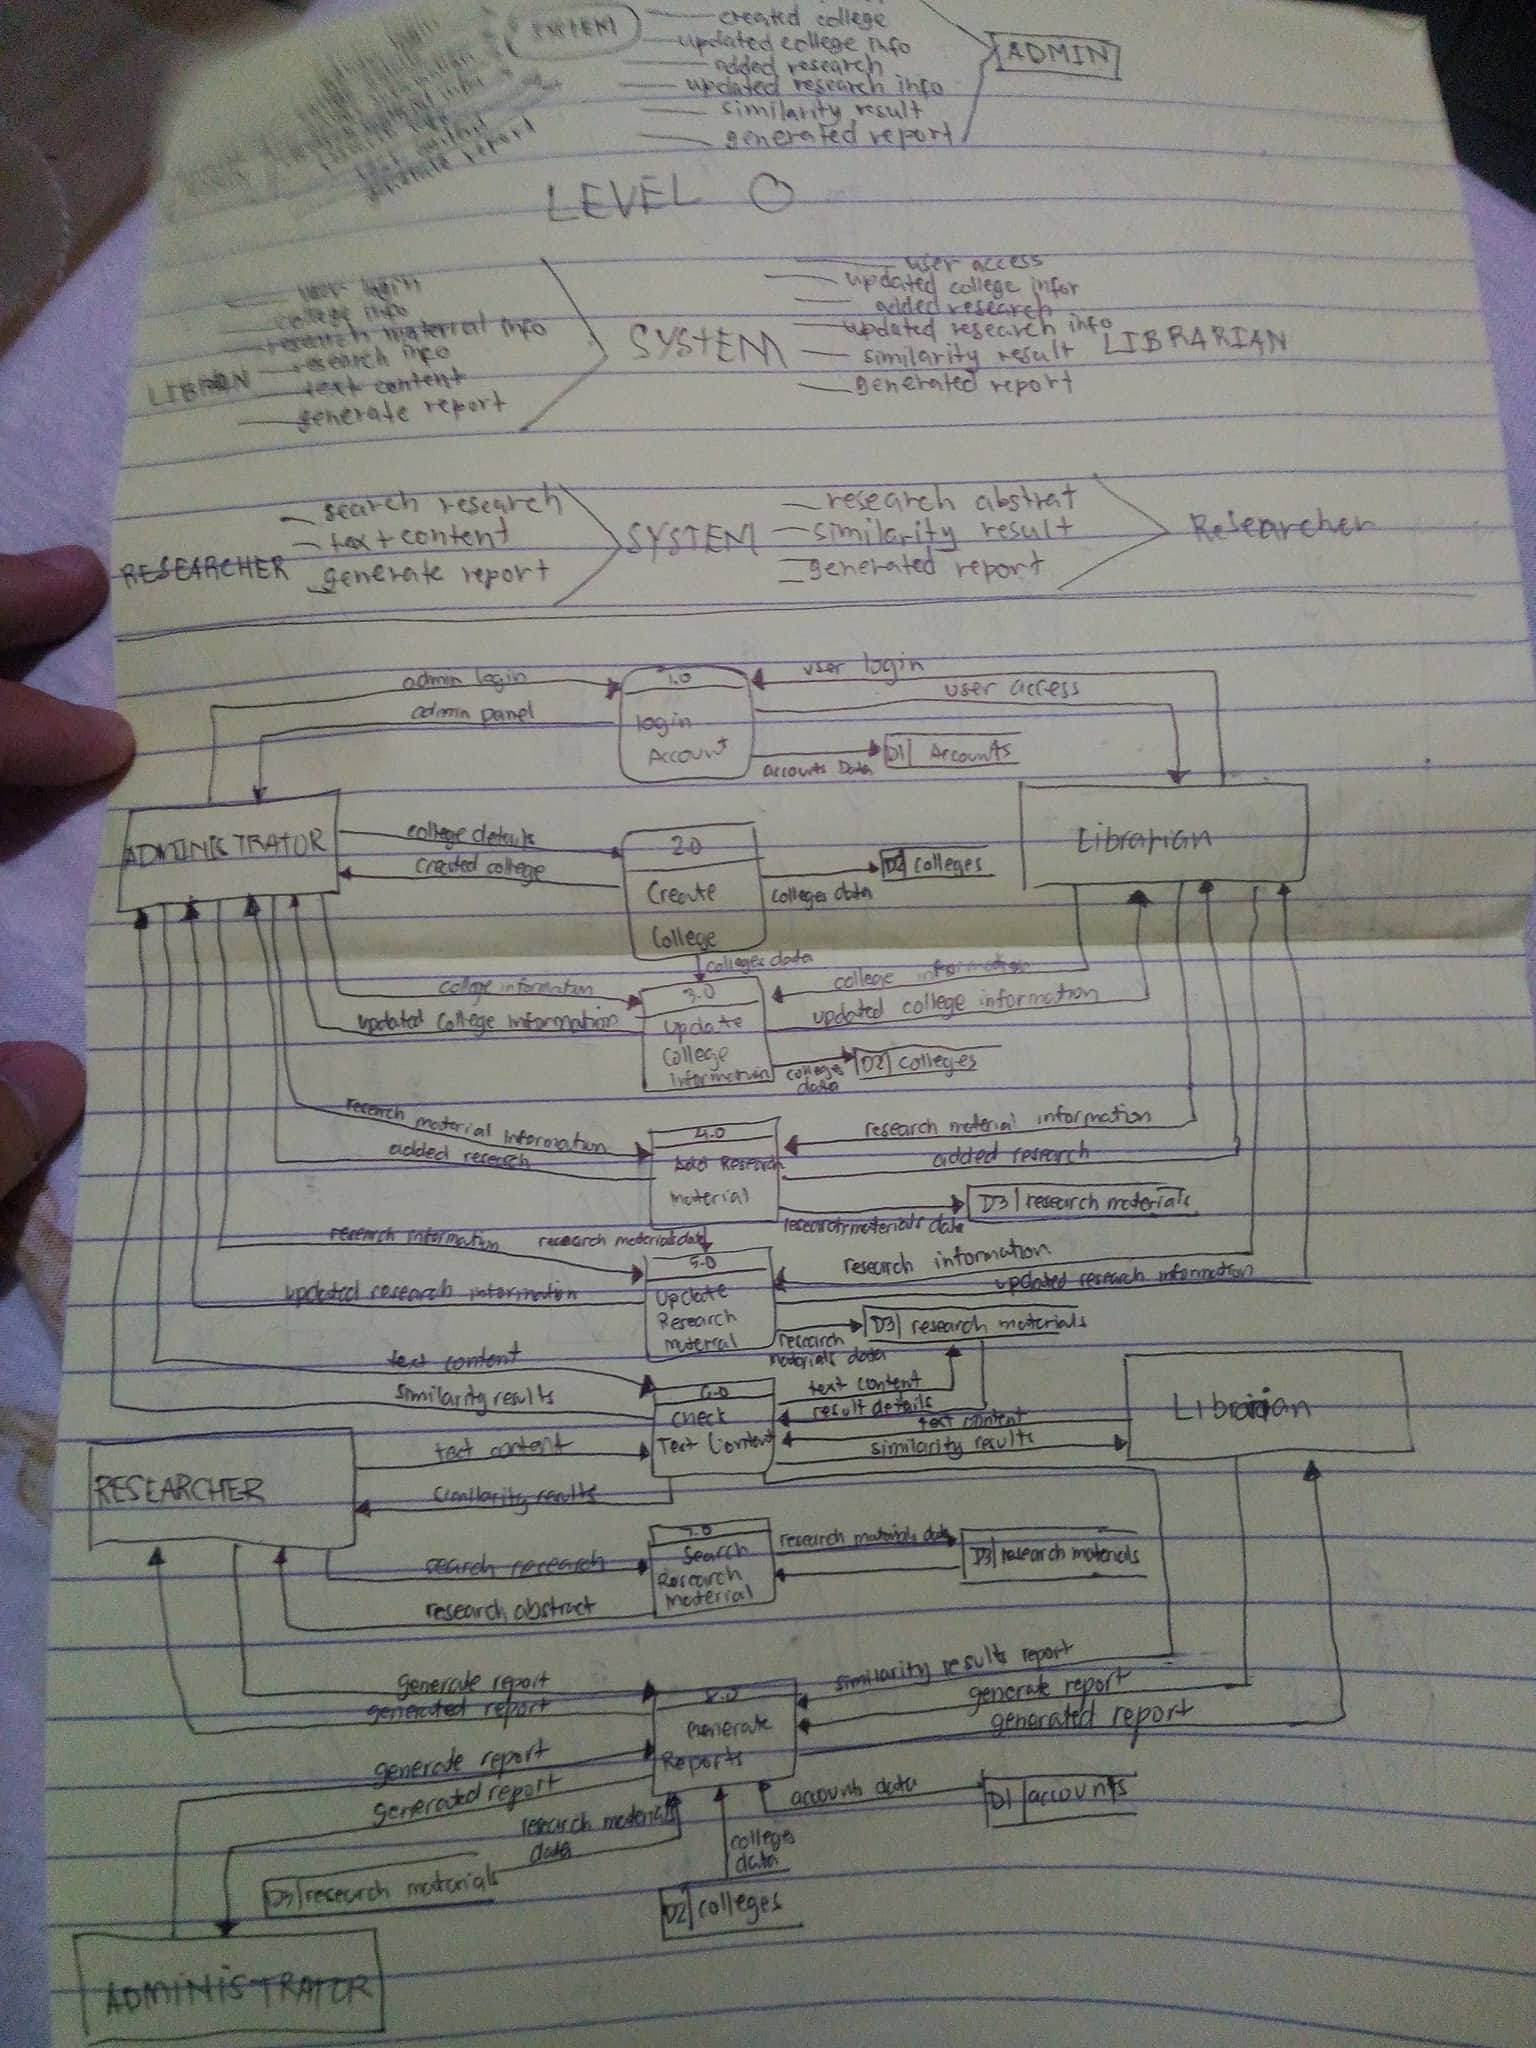 SYSTEM
created college
updated college info
added research
updated research info
similarity result
generated report
ADMIN
report
LEVEL O
user login
college info
research material info
research info
text content
generate report
SYSTEM
user access
updated college infor
added research
updated research info
similarity result
generated report
LIBRARIAN
RESEARCHER
search research
text content
generate report
SYSTEM
research abstrat
similarity result
generated report
Researcher
admin login
admin panel
1.0
login
Account
user login
user access
accounts Data
D1 Accounts
ADMINISTRATOR
college details
created college
2.0
Create
College
colleges data
D2 colleges
Librarian
colleges data
college information
updated College Information
3.0
update
College
Information
college information
updated college information
colleges data
D2 colleges
research material Information
added research
4.0
Add Research
material
research material information
added research
research materials data
D3 research materials
research information
research materials data
updated research information
5.0
Update
Research
material
research information
updated research information
research materials data
D3 research materials
text content
similarity results
6.0
Check
Text Content
text content
result details
text content
similarity results
Librarian
RESEARCHER
text content
similarity results
search research
research abstract
7.0
Search
Research
material
research materials data
D3 research materials
generate report
generated report
8.0
Generate
Reports
similarity results report
generate report
generated report
generate report
generated report
research materials
data
D3 research materials
colleges
data
D2 colleges
accounts data
D1 accounts
ADMINISTRATOR